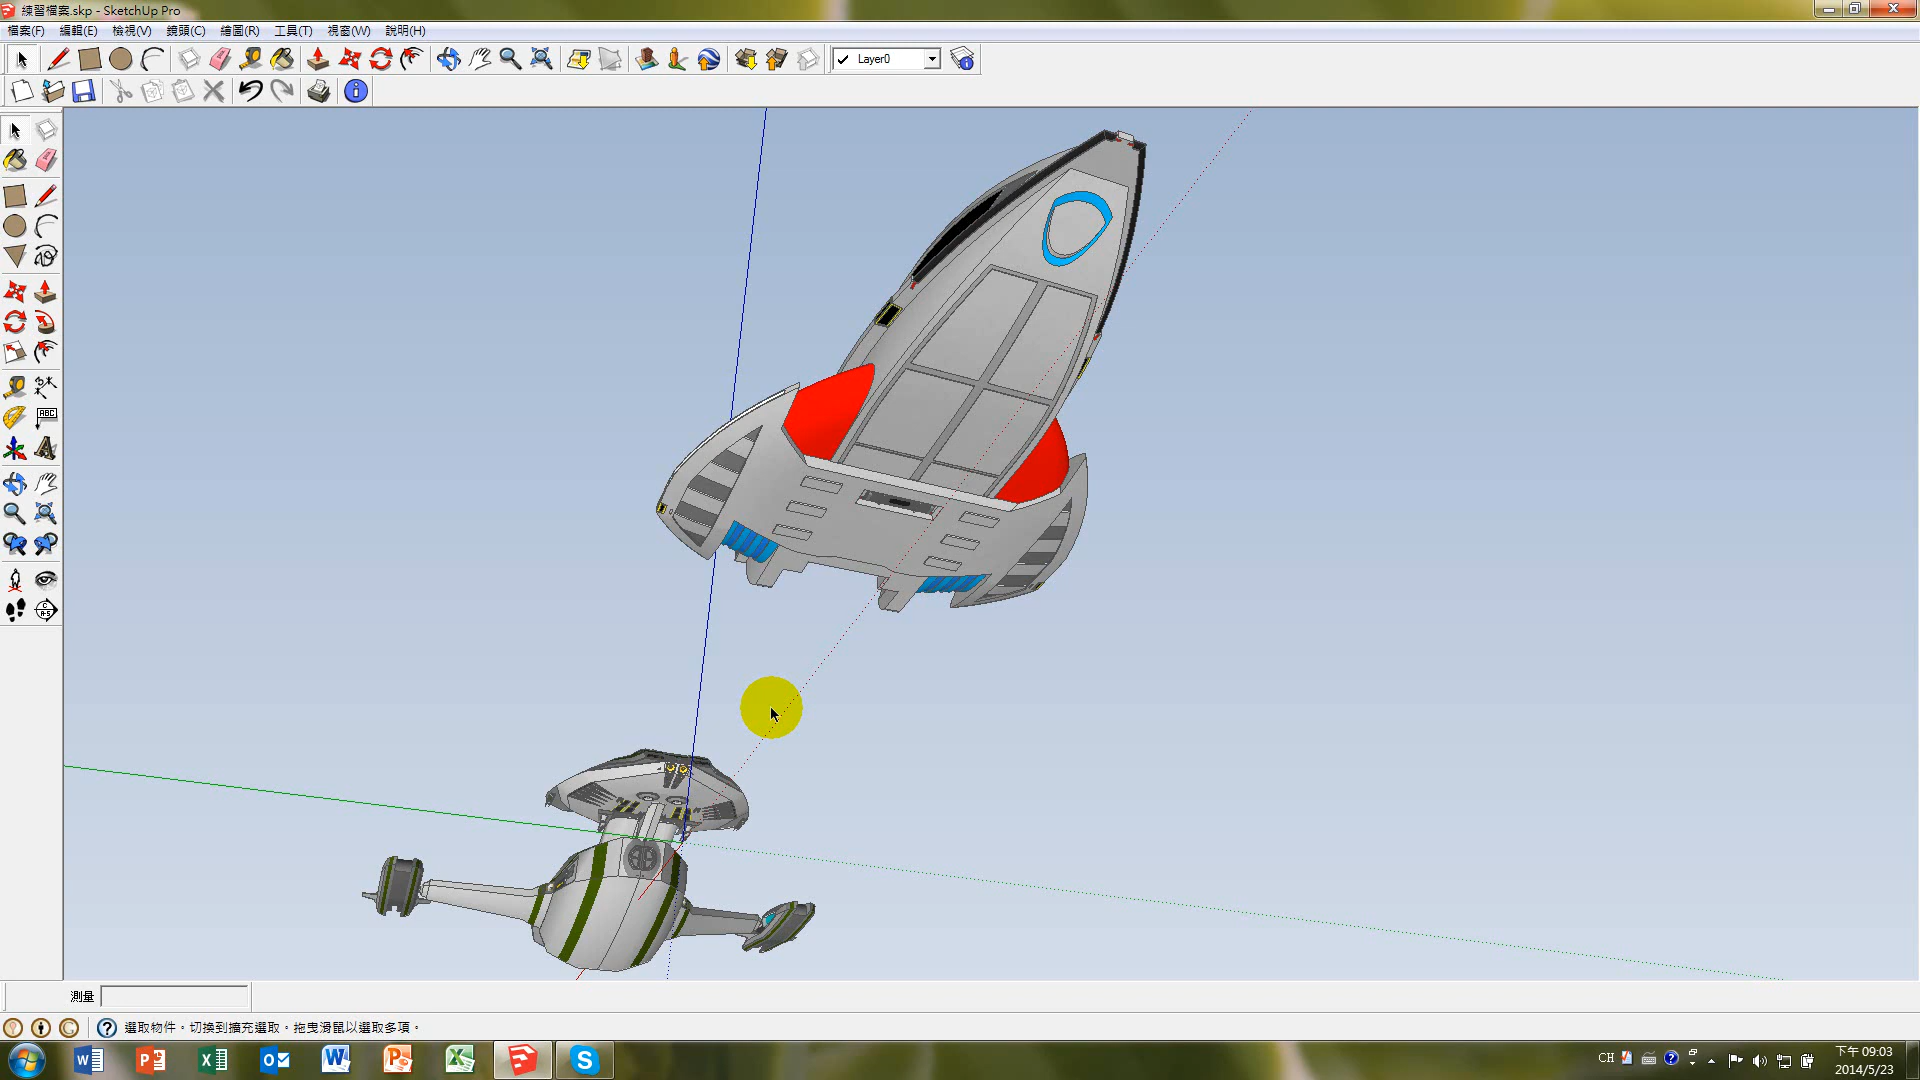 練習檔案.skp - SketchUp Pro
檔案(F) 編輯(E) 檢視(V) 鏡頭(C) 繪圖(R) 工具(T) 視窗(W) 說明(H)
Layer0
ABC
測量
選取物件。切換到擴充選取。拖曳滑鼠以選取多項。
CH
下午 09:03
2014/5/23